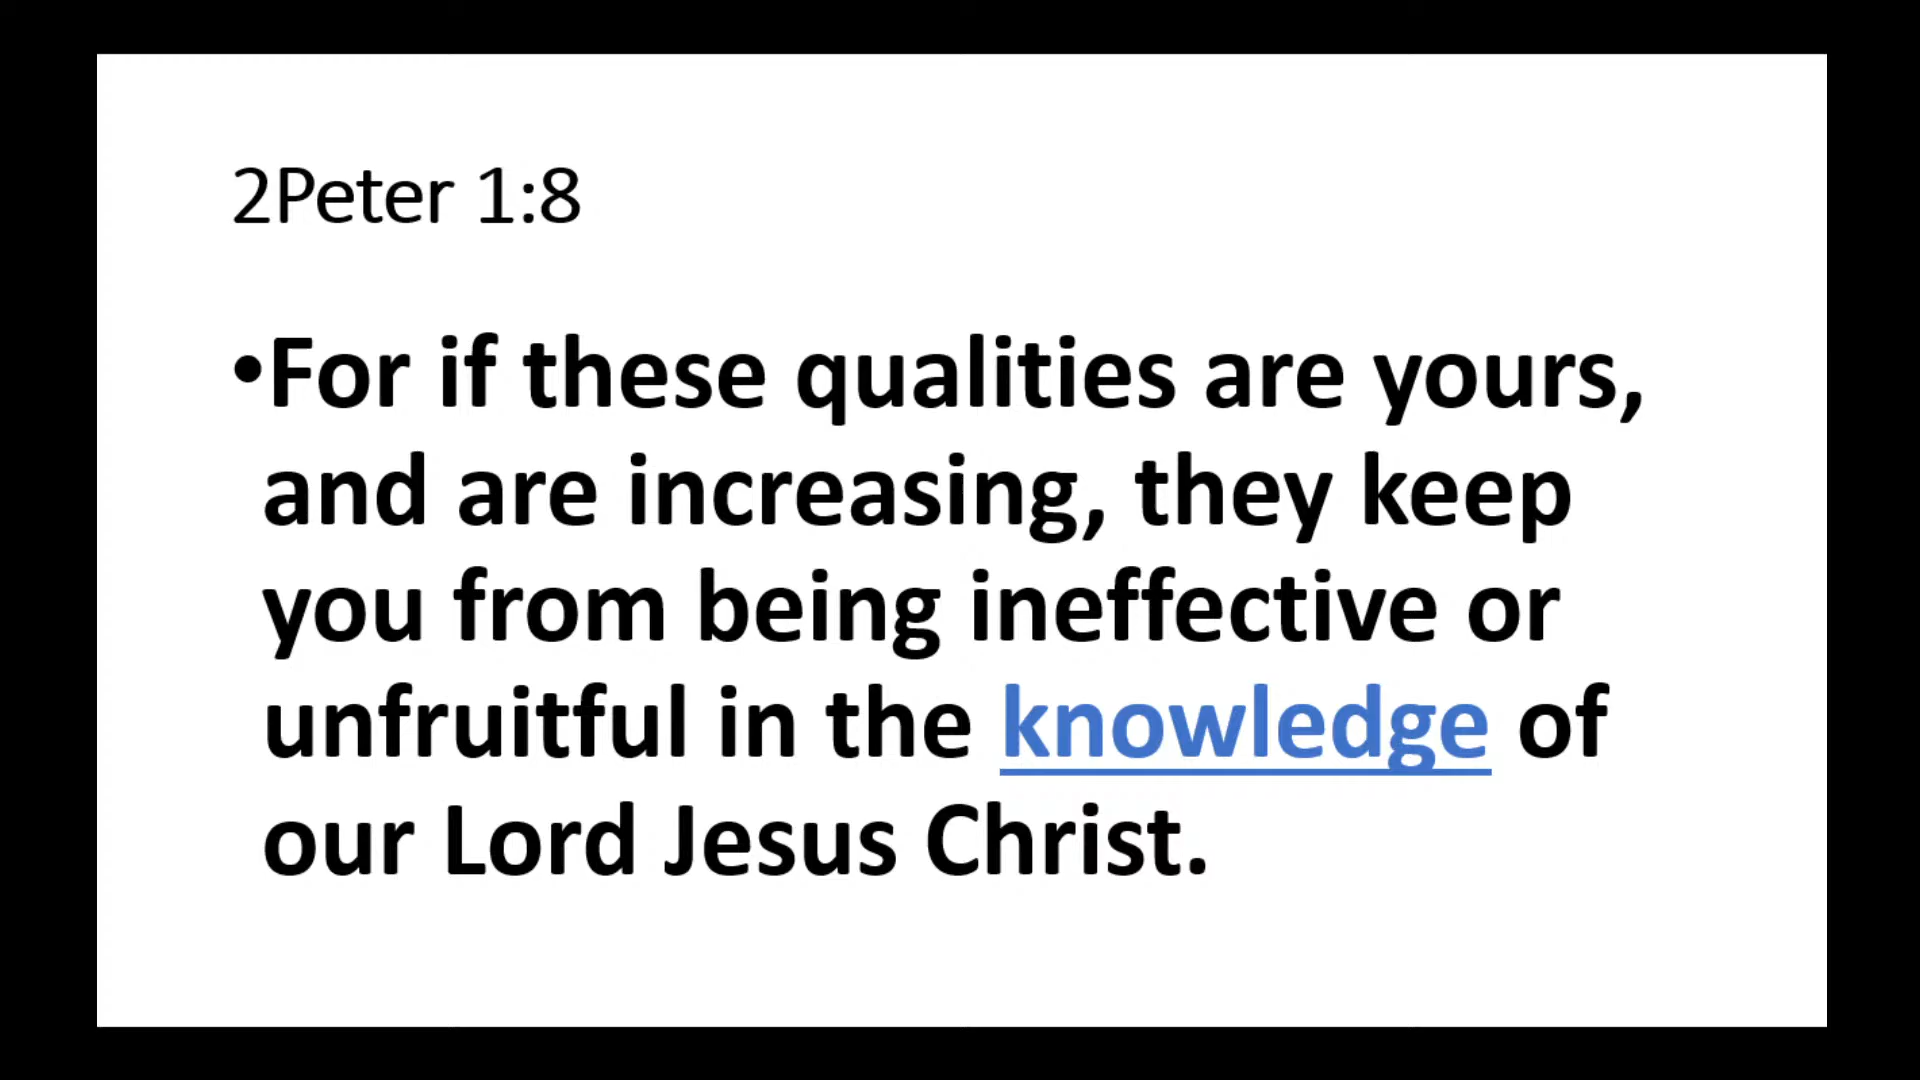 2Peter 1:8
•For if these qualities are yours,
and are increasing, they keep
you from being ineffective or
unfruitful in the knowledge of
our Lord Jesus Christ.